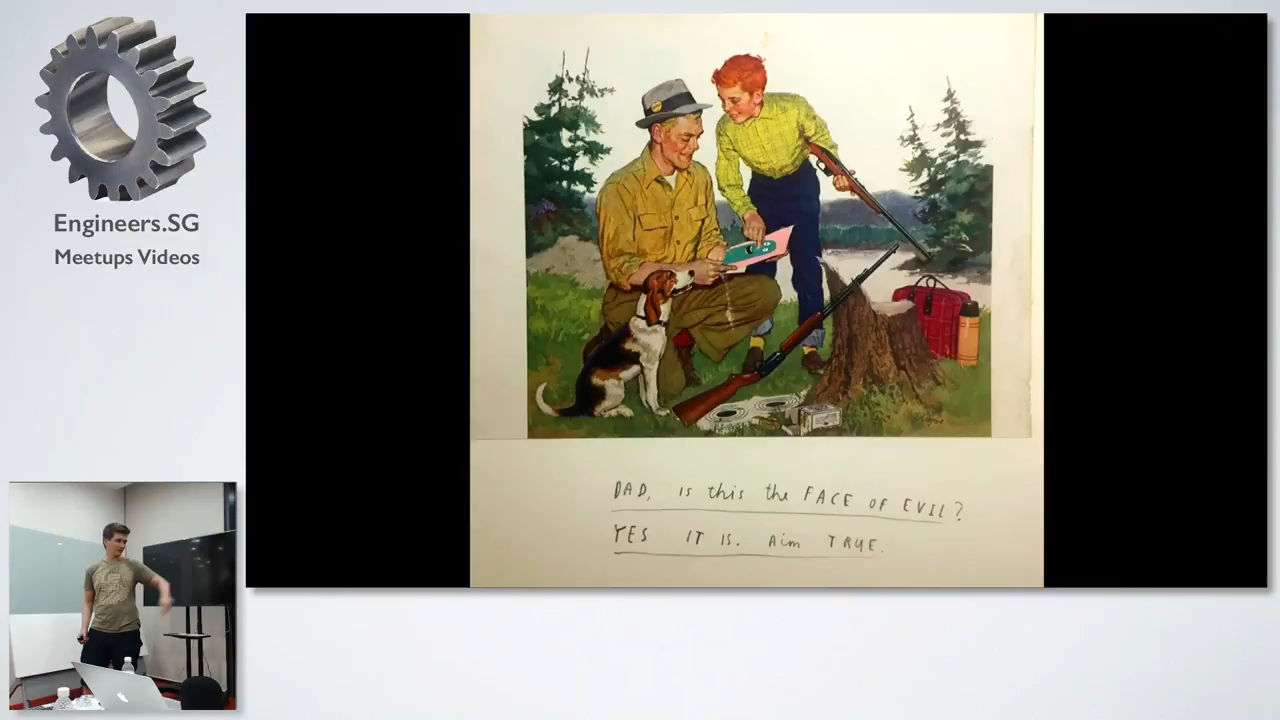 Engineers.SG
Meetups Videos
DAD, is this the FACE OF EVIL?
YES IT IS. Aim TRUE.